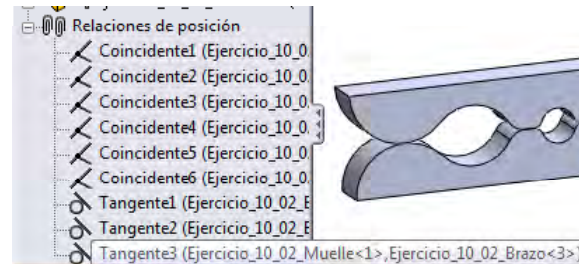 Relaciones de posición
Coincidente1 (Ejercicio_10_0
Coincidente2 (Ejercicio_10_0
Coincidente3 (Ejercicio_10_0
Coincidente4 (Ejercicio_10_0
Coincidente5 (Ejercicio_10_0
Coincidente6 (Ejercicio_10_0
Tangente1 (Ejercicio_10_02_E
Tangente2 (Ejercicio_10_02_E
Tangente3 (Ejercicio_10_02_Muelle<1>,Ejercicio_10_02_Brazo<3>)